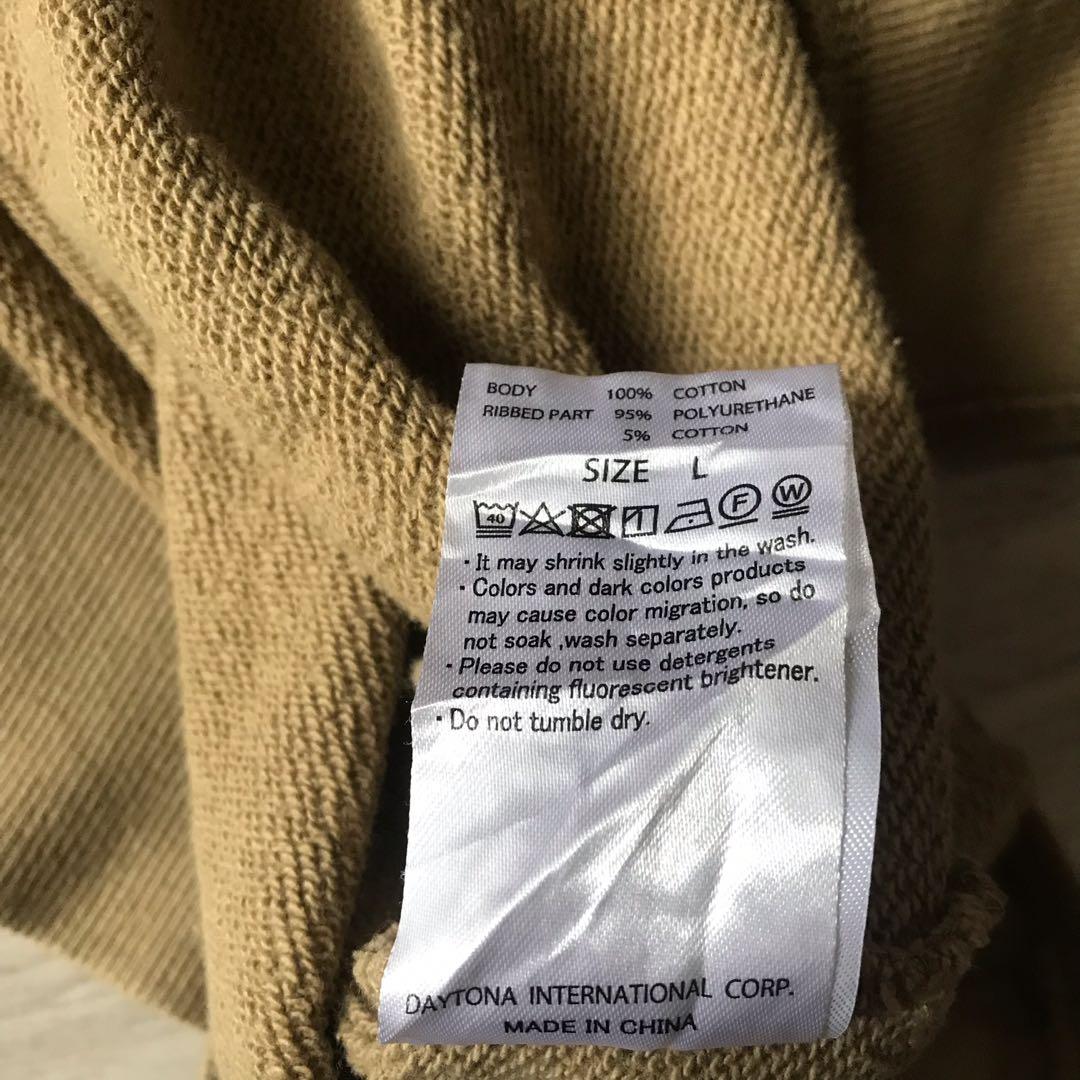 BODY 100% COTTON
RIBBED PART 95% POLYURETHANE
5% COTTON
SIZE L
40 F W
・It may shrink slightly in the wash.
・Colors and dark colors products
may cause color migration, so do
not soak ,wash separately.
・Please do not use detergents
containing fluorescent brightener.
・Do not tumble dry.
DAYTONA INTERNATIONAL CORP.
MADE IN CHINA